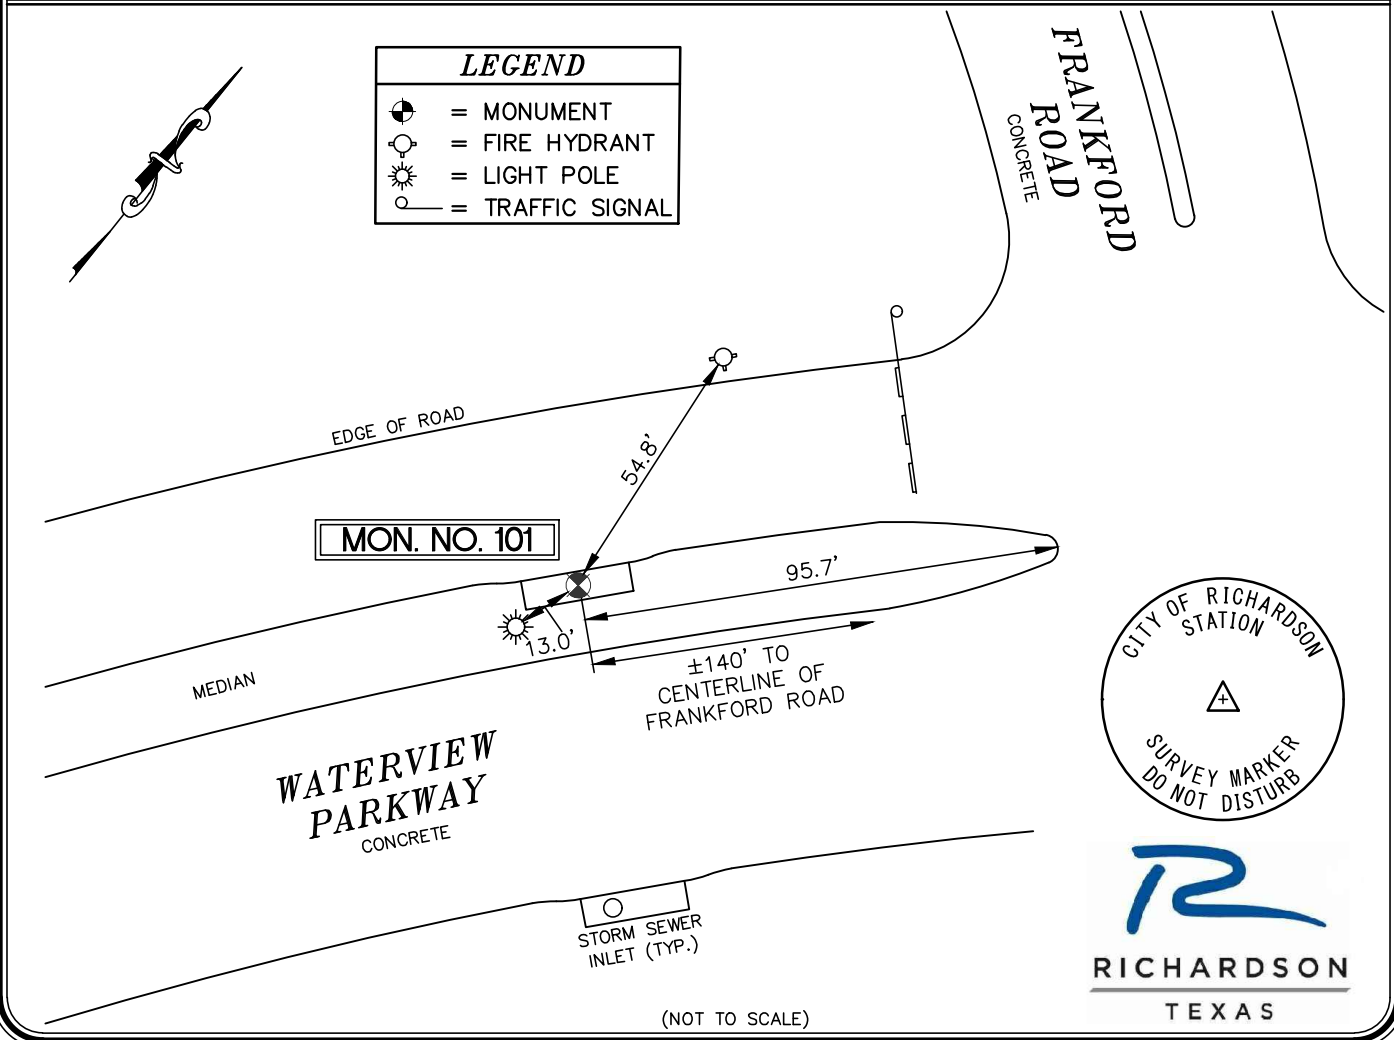 LEGEND
= MONUMENT
= FIRE HYDRANT
= LIGHT POLE
= TRAFFIC SIGNAL
FRANKFORD
ROAD
CONCRETE
EDGE OF ROAD
54.8'
MON. NO. 101
95.7'
13.0'
±140' TO
CENTERLINE OF
FRANKFORD ROAD
MEDIAN
WATERVIEW
PARKWAY
CONCRETE
STORM SEWER
INLET (TYP.)
CITY OF RICHARDSON
STATION
SURVEY MARKER
DO NOT DISTURB
RICHARDSON
TEXAS
(NOT TO SCALE)